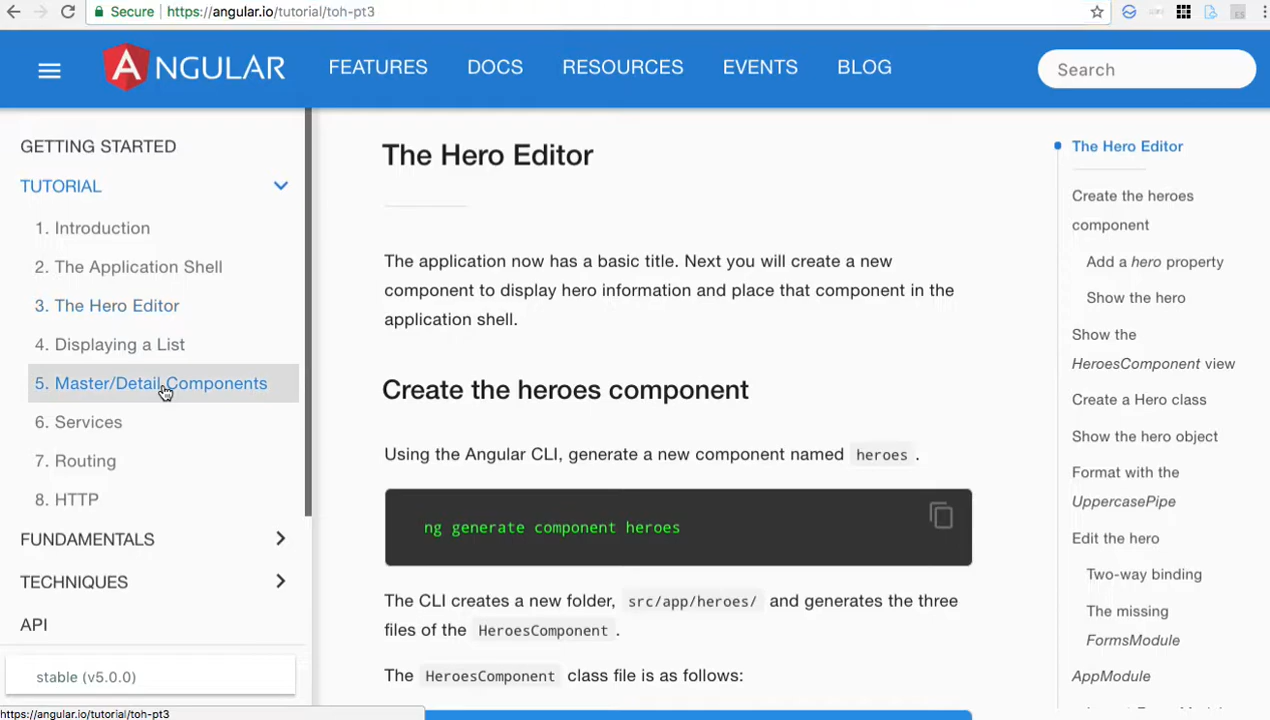 Secure https://angular.io/tutorial/toh-pt3
ANGULAR FEATURES DOCS RESOURCES EVENTS BLOG Search
GETTING STARTED
TUTORIAL
1. Introduction
2. The Application Shell
3. The Hero Editor
4. Displaying a List
5. Master/Detail Components
6. Services
7. Routing
8. HTTP
FUNDAMENTALS
TECHNIQUES
API
stable (v5.0.0)
https://angular.io/tutorial/toh-pt3
The Hero Editor
The application now has a basic title. Next you will create a new
component to display hero information and place that component in the
application shell.
Create the heroes component
Using the Angular CLI, generate a new component named heroes .
ng generate component heroes
The CLI creates a new folder, src/app/heroes/ and generates the three
files of the HeroesComponent .
The HeroesComponent class file is as follows:
The Hero Editor
Create the heroes
component
Add a hero property
Show the hero
Show the
HeroesComponent view
Create a Hero class
Show the hero object
Format with the
UppercasePipe
Edit the hero
Two-way binding
The missing
FormsModule
AppModule